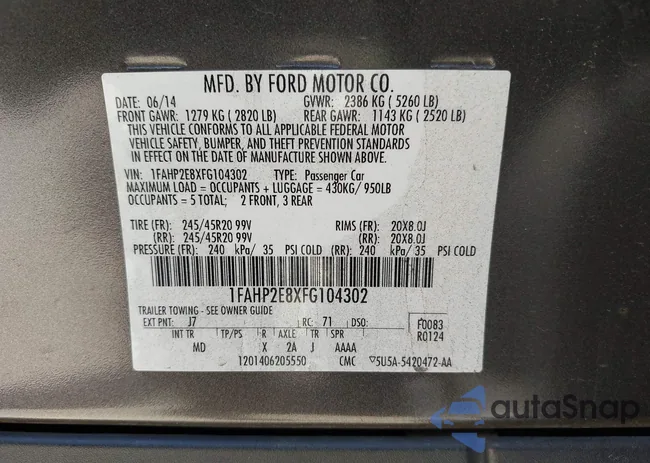 MFD. BY FORD MOTOR CO.
DATE: 06/14 GVWR: 2386 KG ( 5260 LB)
FRONT GAWR: 1279 KG ( 2820 LB) REAR GAWR: 1143 KG ( 2520 LB)
THIS VEHICLE CONFORMS TO ALL APPLICABLE FEDERAL MOTOR
VEHICLE SAFETY, BUMPER, AND THEFT PREVENTION STANDARDS
IN EFFECT ON THE DATE OF MANUFACTURE SHOWN ABOVE.
VIN: 1FAHP2E8XFG104302 TYPE: Passenger Car
MAXIMUM LOAD = OCCUPANTS + LUGGAGE = 430KG/ 950LB
OCCUPANTS = 5 TOTAL; 2 FRONT, 3 REAR
TIRE (FR): 245/45R20 99V RIMS (FR): 20X8.0J
(RR): 245/45R20 99V (RR): 20X8.0J
PRESSURE (FR): 240 kPa/ 35 PSI COLD (RR): 240 kPa/ 35 PSI COLD
1FAHP2E8XFG104302
TRAILER TOWING - SEE OWNER GUIDE
EXT PNT: J7 RC: 71 DSO: F0083
INT TR TP/PS R AXLE TR SPR R0124
MD X 2A J AAAA
1201406205550 CMC ▽5U5A-5420472-AA
autoSnap